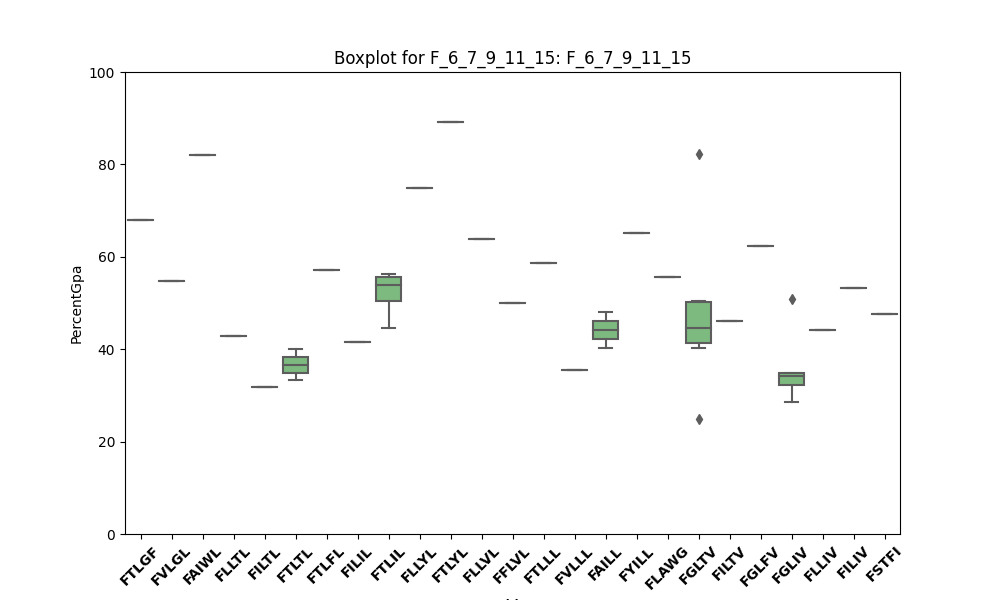 Boxplot for F_6_7_9_11_15: F_6_7_9_11_15
PercentGpa
100
80
60
40
20
0
FTLGF
FVLGL
FAIWL
FLLTL
FILTL
FTLTL
FTLFL
FILIL
FTLIL
FLLYL
FTLYL
FLLVL
FFLVL
FTLLL
FVLLL
FAILL
FYILL
FLAWG
FGLTV
FILTV
FGLFV
FGLIV
FLLIV
FILIV
FSTFI